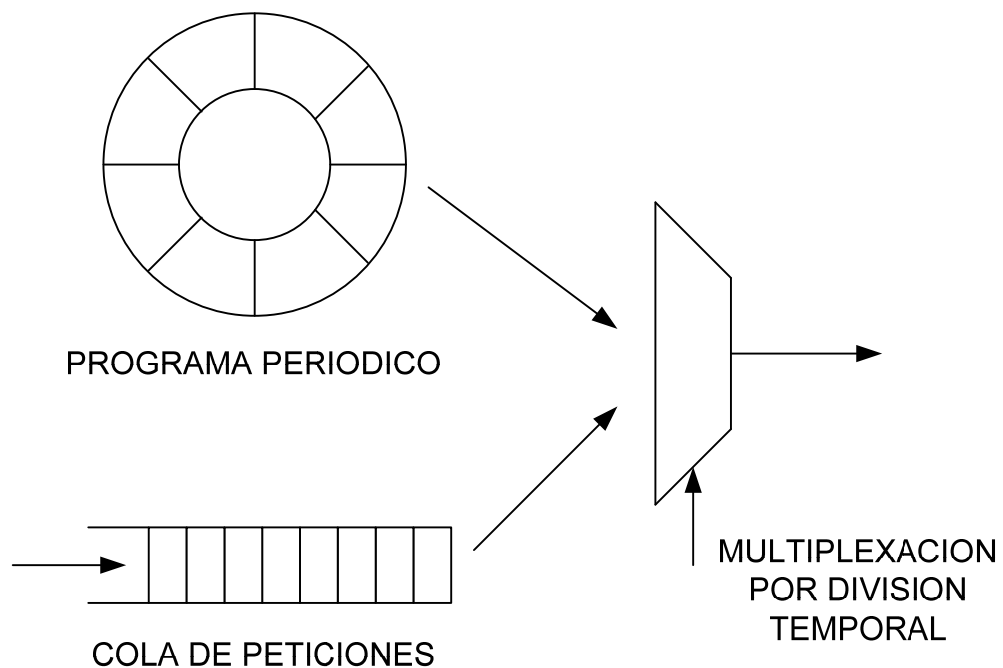 PROGRAMA PERIODICO
MULTIPLEXACION
POR DIVISION
TEMPORAL
COLA DE PETICIONES